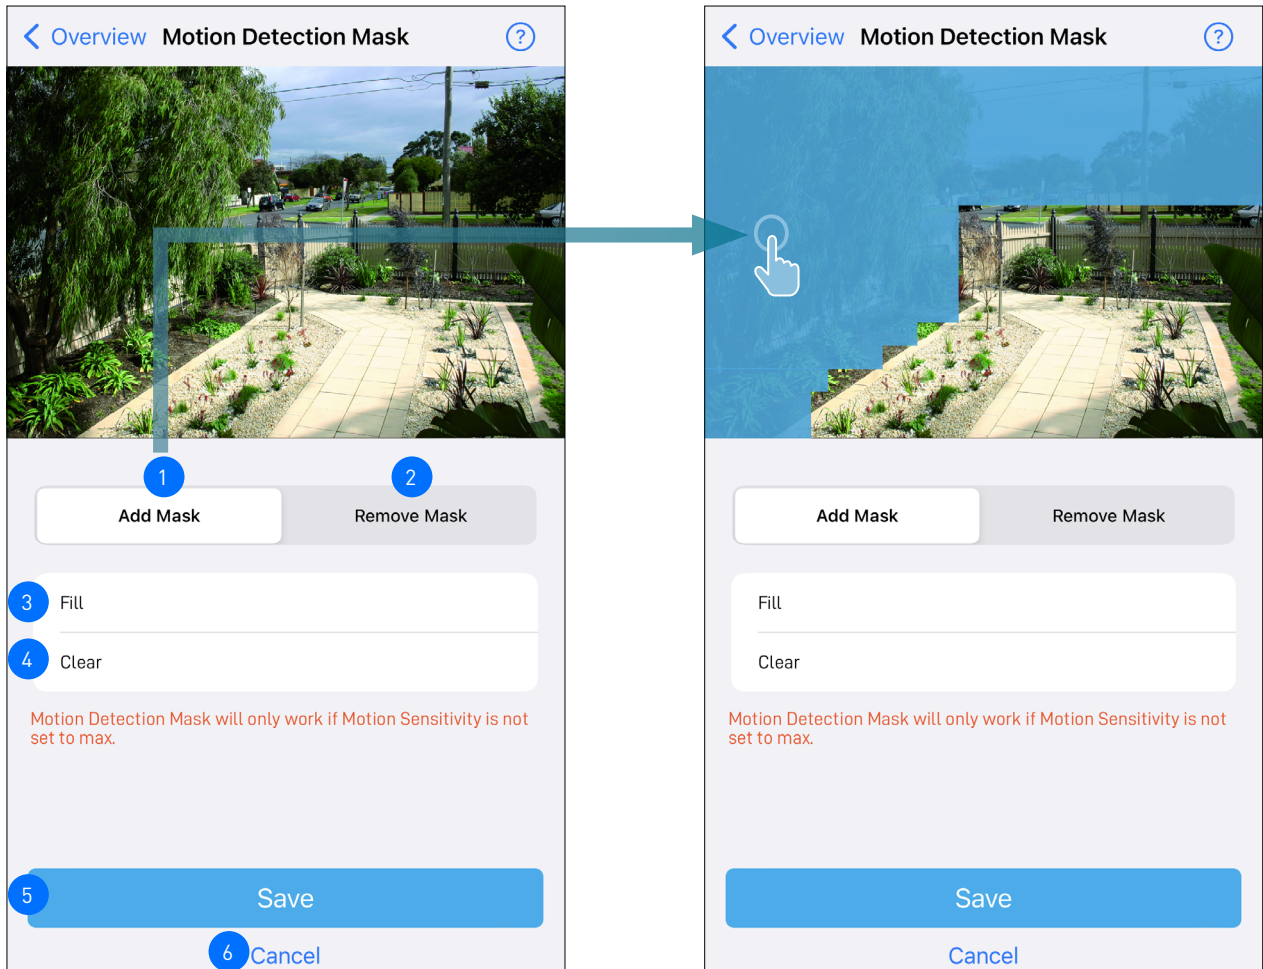 Overview Motion Detection Mask ?
1
2
Add Mask Remove Mask
3 Fill
4 Clear
Motion Detection Mask will only work if Motion Sensitivity is not
set to max.
5 Save
6 Cancel
Overview Motion Detection Mask ?
Add Mask Remove Mask
Fill
Clear
Motion Detection Mask will only work if Motion Sensitivity is not
set to max.
Save
Cancel